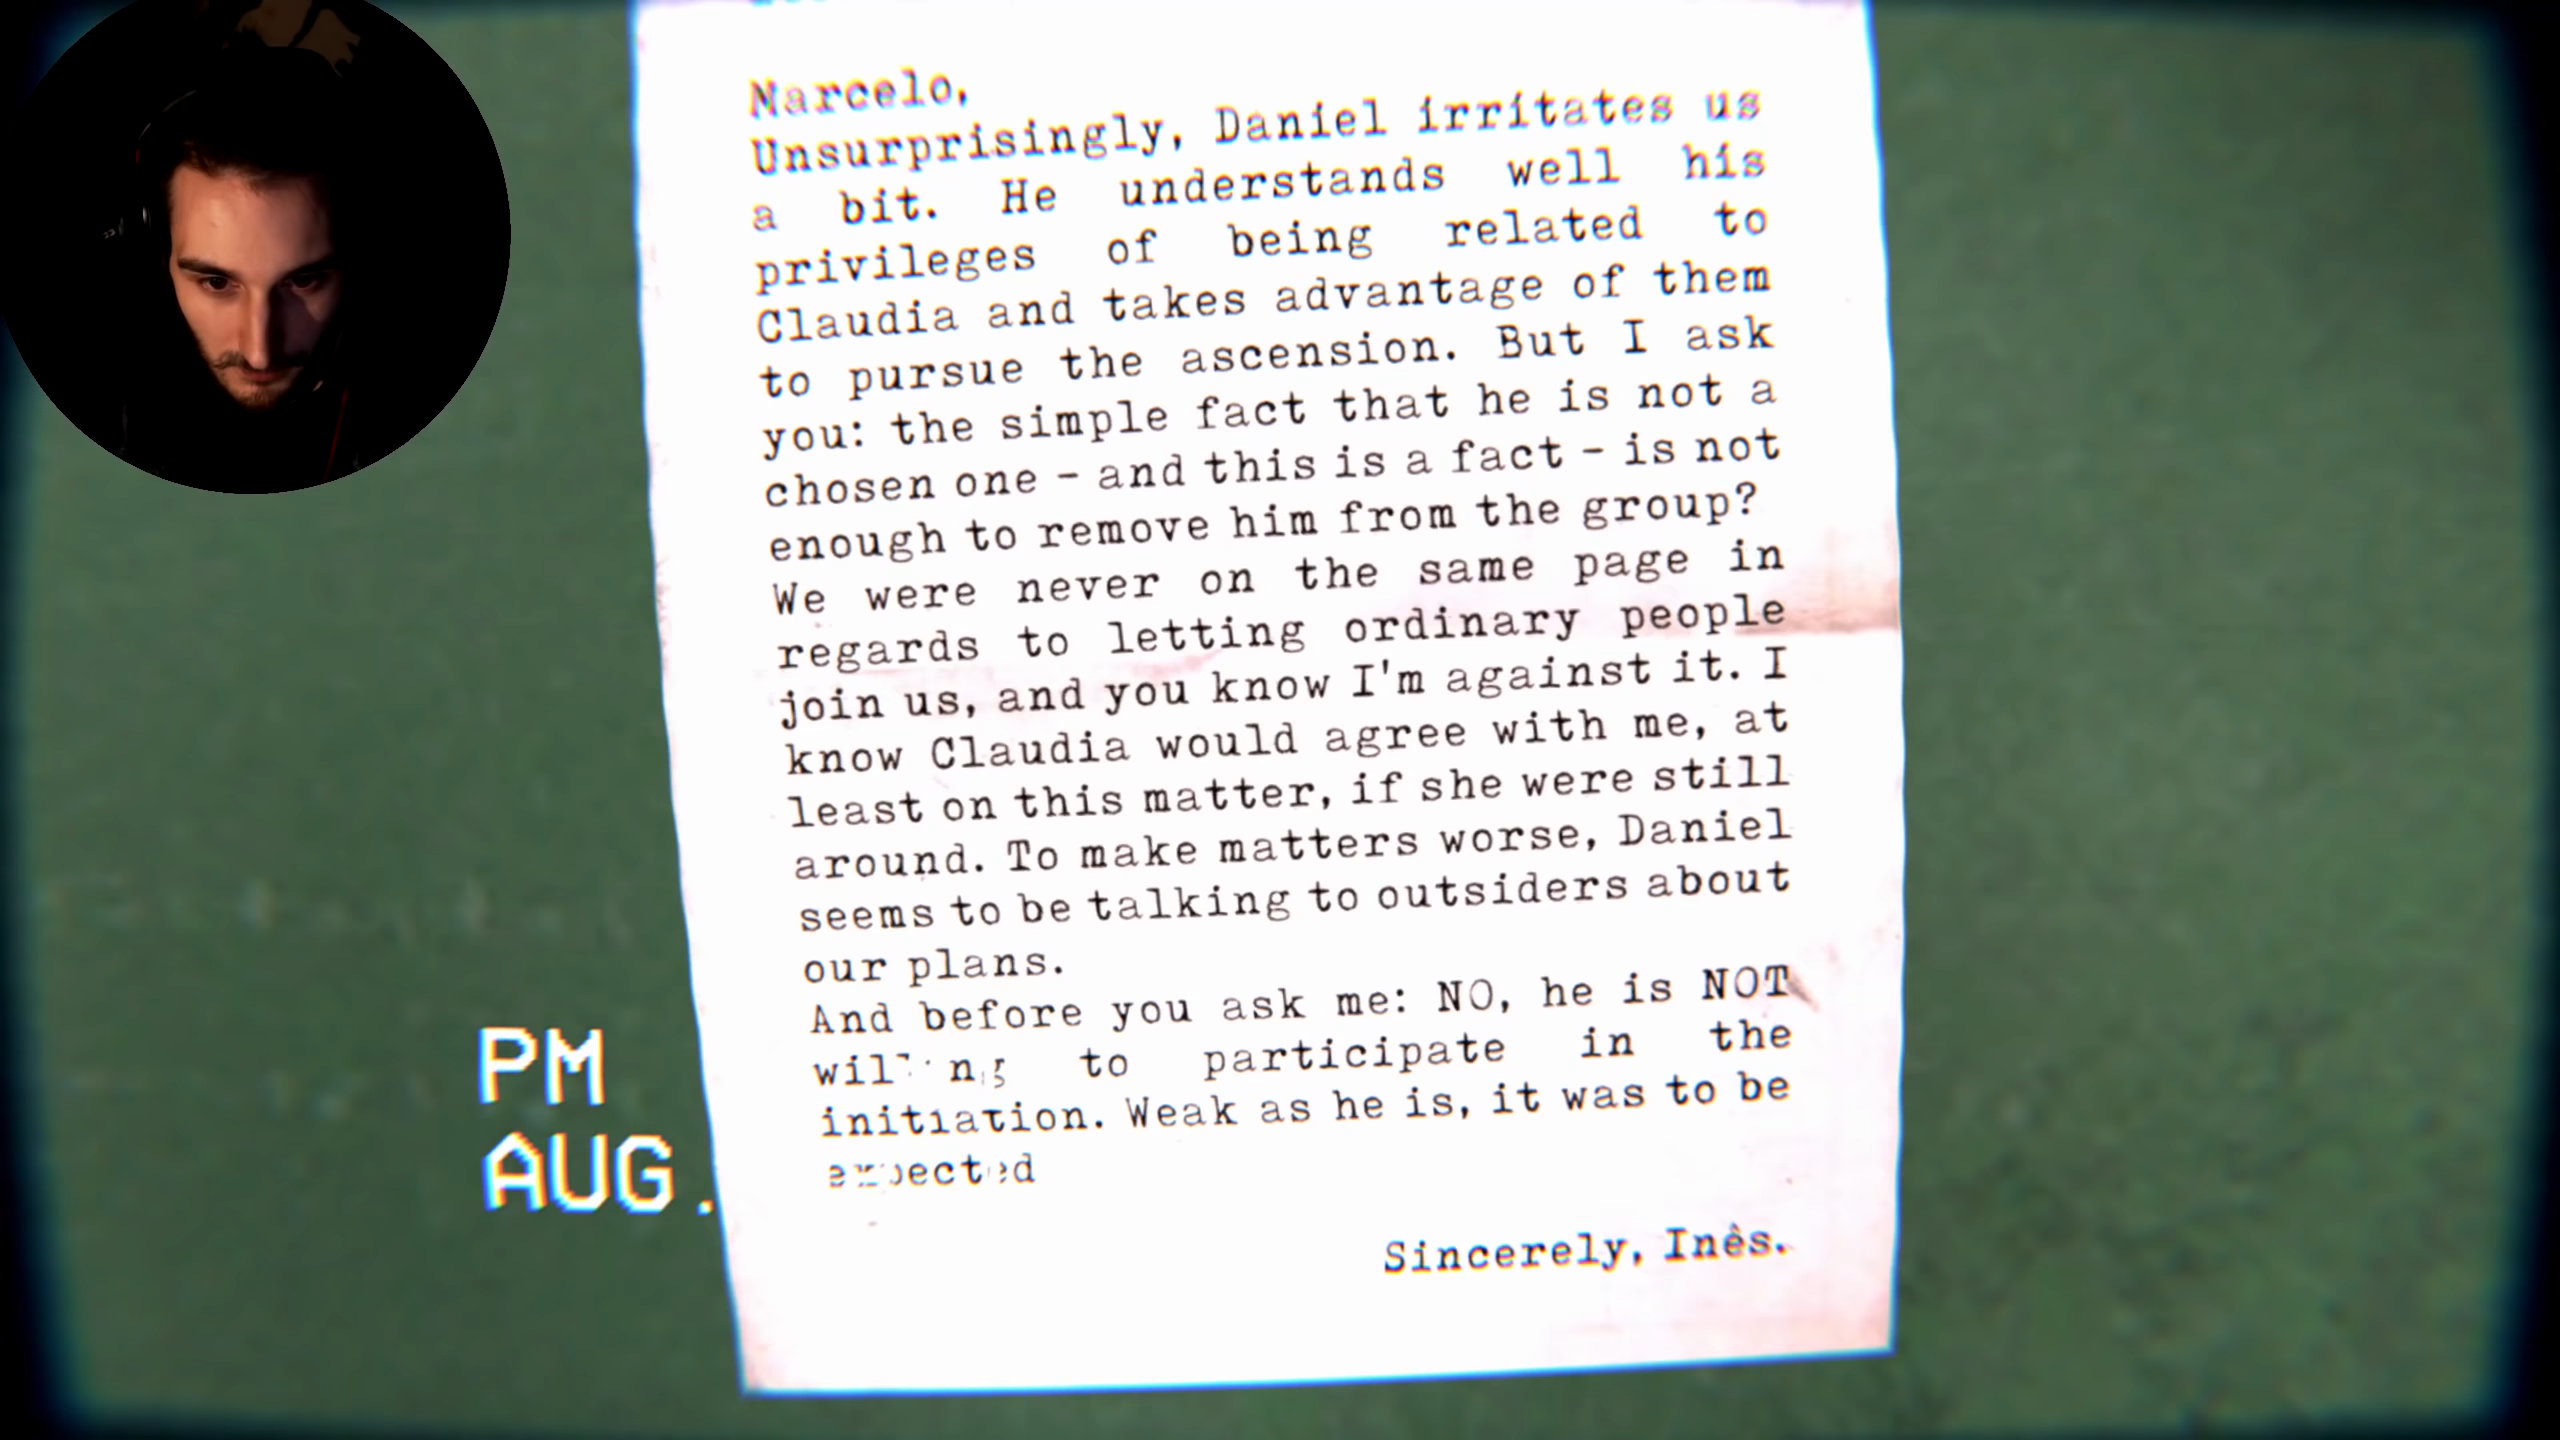 Narcelo,
Unsurprisingly, Daniel irritates us
a bit. He understands well his
privileges of being related to
Claudia and takes advantage of them
to pursue the ascension. But I ask
you: the simple fact that he is not a
chosen one - and this is a fact - is not
enough to remove him from the group?
We were never on the same page in
regards to letting ordinary people
join us, and you know I'm against it. I
know Claudia would agree with me, at
least on this matter, if she were still
around. To make matters worse, Daniel
seems to be talking to outsiders about
our plans.
And before you ask me: NO, he is NOT
to participate in the
initiation. Weak as he is, it was to be
Sincerely, Inês.
PM
AUG.